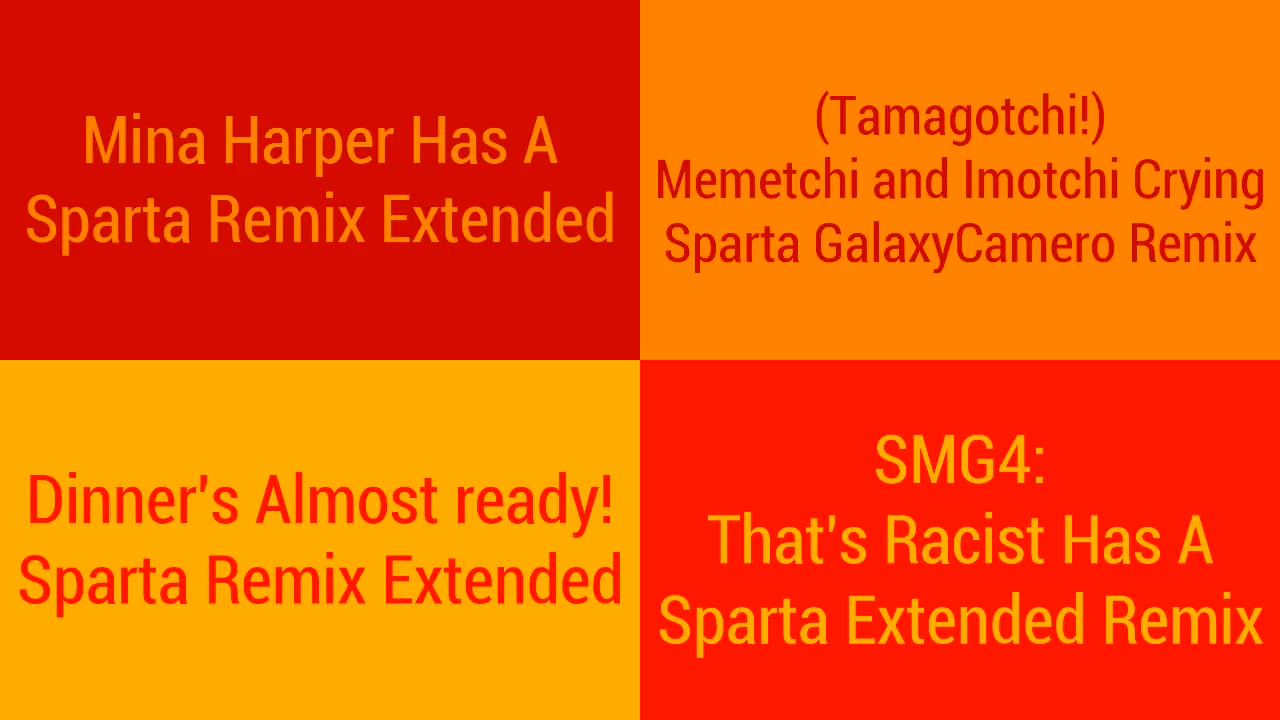 Mina Harper Has A
Sparta Remix Extended
(Tamagotchi!)
Memetchi and Imotchi Crying
Sparta GalaxyCamero Remix
Dinner's Almost ready!
Sparta Remix Extended
SMG4:
That's Racist Has A
Sparta Extended Remix